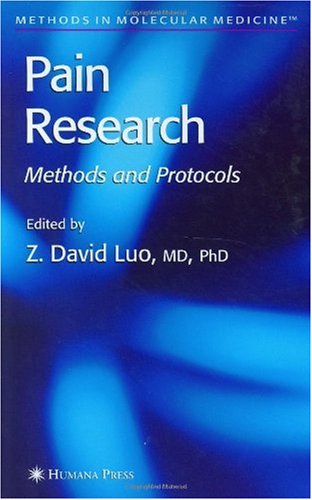 METHODS IN MOLECULAR MEDICINE™
Pain
Research
Methods and Protocols
Edited by
Z. David Luo, MD, PhD
HUMANA PRESS